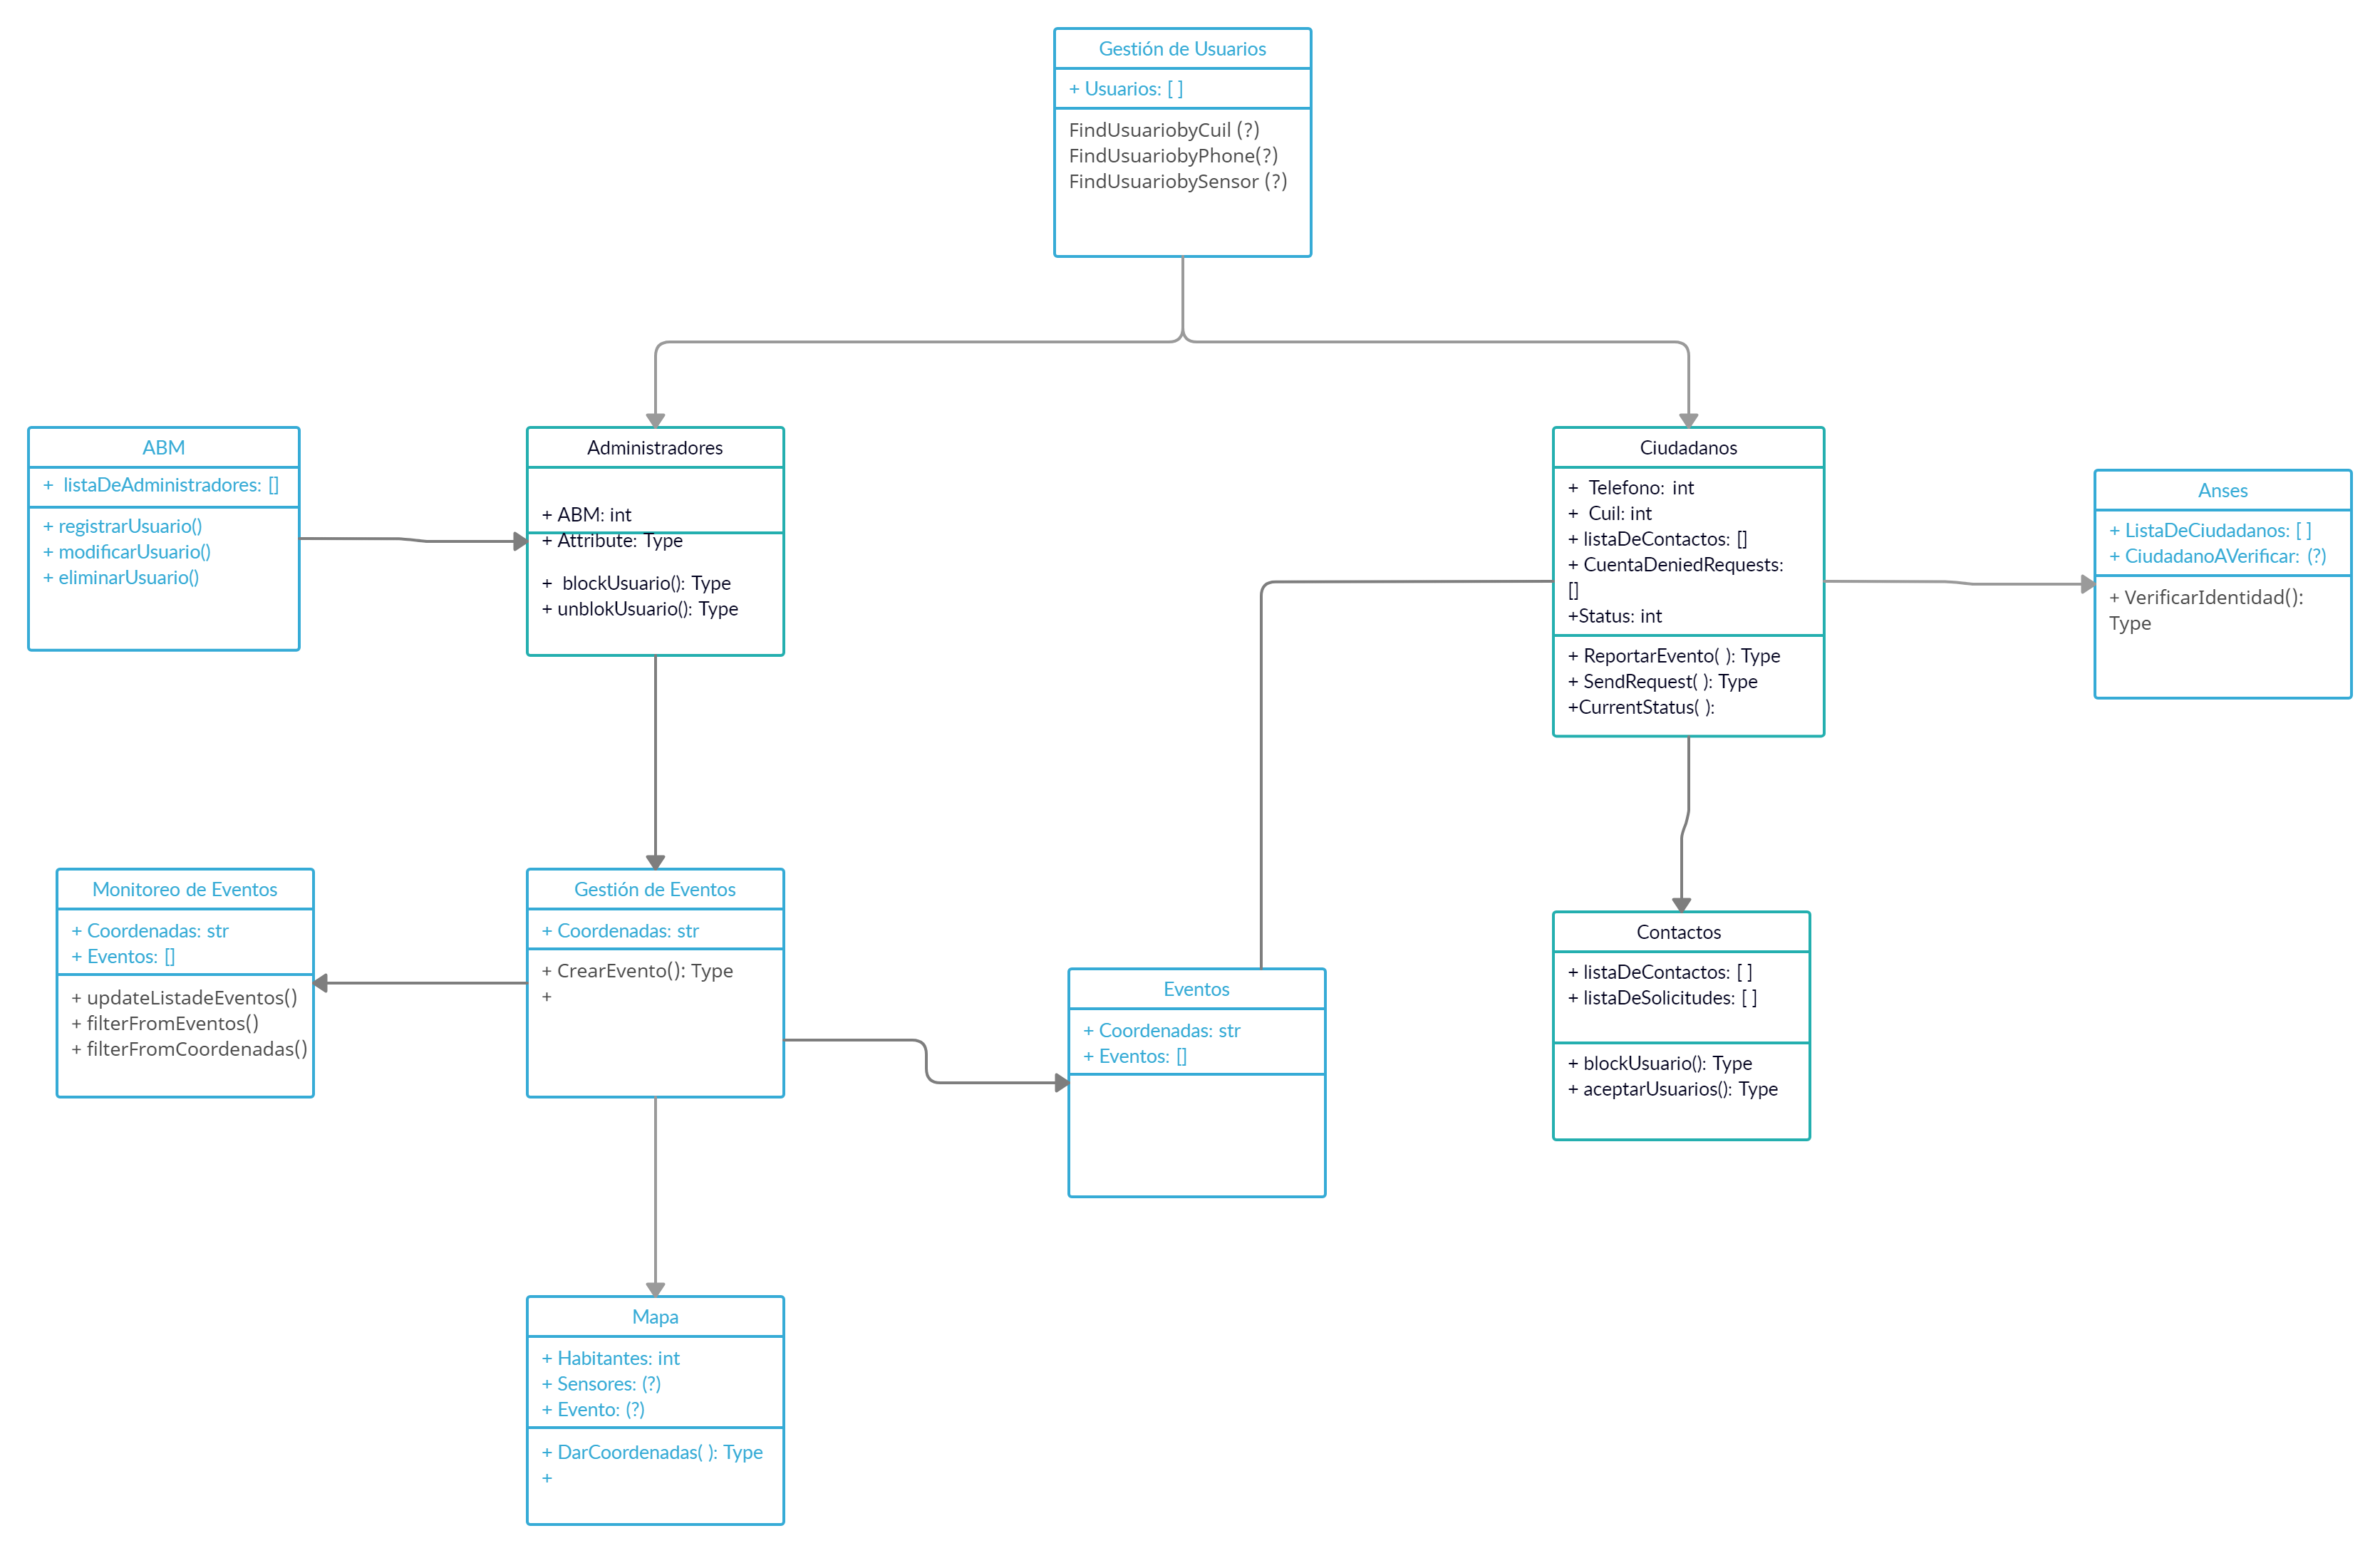 Gestión de Usuarios
+ Usuarios: [ ]
FindUsuariobyCuil (?)
FindUsuariobyPhone(?)
FindUsuariobySensor (?)
ABM
+ listaDeAdministradores: []
+ registrarUsuario()
+ modificarUsuario()
+ eliminarUsuario()
Administradores
+ ABM: int
+ Attribute: Type
+ blockUsuario(): Type
+ unblokUsuario(): Type
Ciudadanos
+ Telefono: int
+ Cuil: int
+ listaDeContactos: []
+ CuentaDeniedRequests:
[]
+Status: int
+ ReportarEvento( ): Type
+ SendRequest( ): Type
+CurrentStatus( ):
Anses
+ ListaDeCiudadanos: [ ]
+ CiudadanoAVerificar: (?)
+ VerificarIdentidad():
Type
Monitoreo de Eventos
+ Coordenadas: str
+ Eventos: []
+ updateListadeEventos()
+ filterFromEventos()
+ filterFromCoordenadas()
Gestión de Eventos
+ Coordenadas: str
+ CrearEvento(): Type
+
Eventos
+ Coordenadas: str
+ Eventos: []
Contactos
+ listaDeContactos: [ ]
+ listaDeSolicitudes: [ ]
+ blockUsuario(): Type
+ aceptarUsuarios(): Type
Mapa
+ Habitantes: int
+ Sensores: (?)
+ Evento: (?)
+ DarCoordenadas( ): Type
+